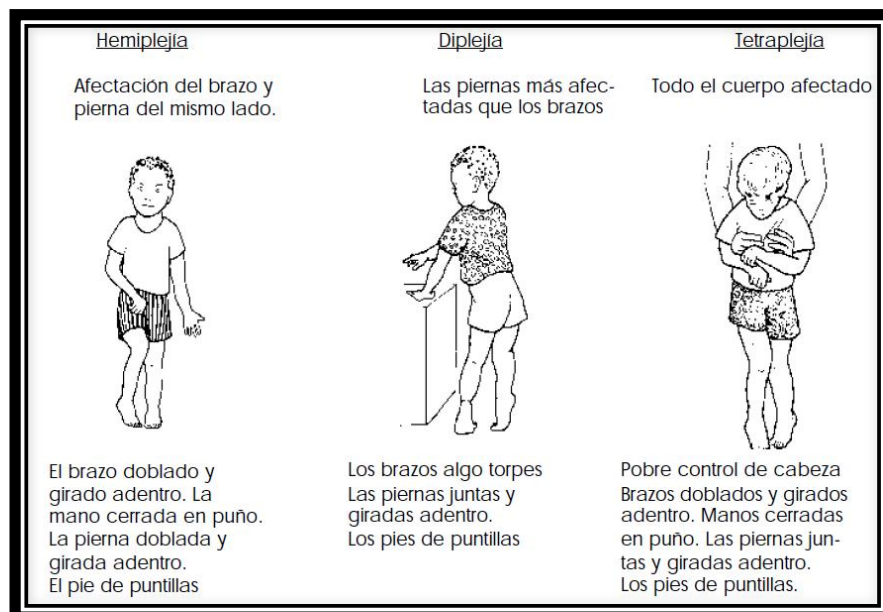 Hemiplejía
Afectación del brazo y
pierna del mismo lado.
El brazo doblado y
girado adentro. La
mano cerrada en puño.
La pierna doblada y
girada adentro.
El pie de puntillas
Diplejía
Las piernas más afec-
tadas que los brazos
Los brazos algo torpes
Las piernas juntas y
giradas adentro.
Los pies de puntillas
Tetraplejía
Todo el cuerpo afectado
Pobre control de cabeza
Brazos doblados y girados
adentro. Manos cerradas
en puño. Las piernas jun-
tas y giradas adentro.
Los pies de puntillas.